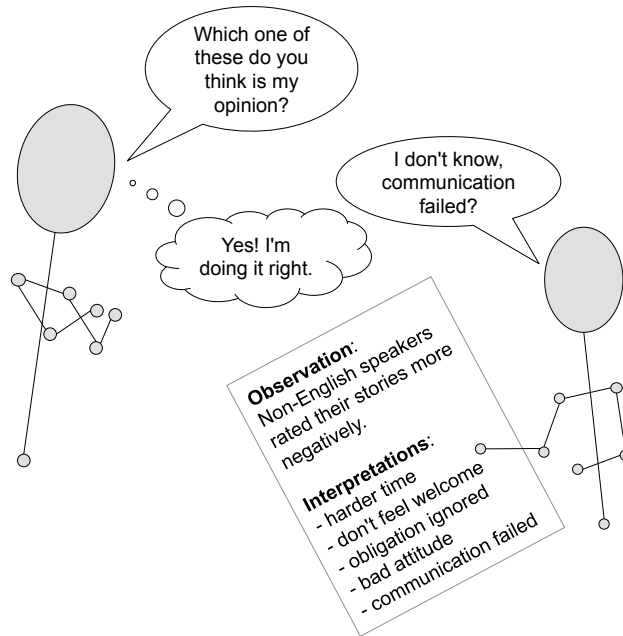 Which one of
these do you
think is my
opinion?
I don't know,
communication
failed?
Yes! I'm
doing it right.
Observation:
Non-English speakers
rated their stories more
negatively.
Interpretations:
- harder time
- don't feel welcome
- obligation ignored
- bad attitude
- communication failed